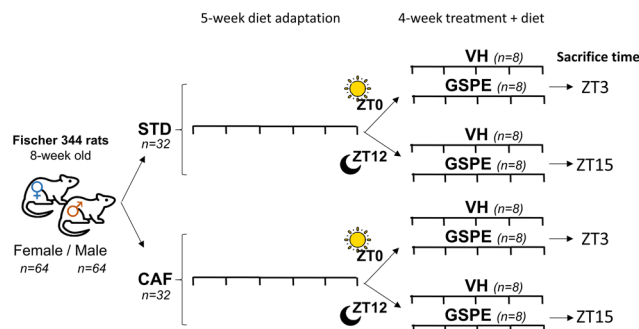 5-week diet adaptation
4-week treatment + diet
Sacrifice time
VH (n=8)
GSPE (n=8)
ZT0
ZT3
STD
n=32
VH (n=8)
GSPE (n=8)
ZT12
ZT15
Fischer 344 rats
8-week old
♀
♂
Female / Male
n=64 n=64
VH (n=8)
GSPE (n=8)
ZT0
ZT3
CAF
n=32
VH (n=8)
GSPE (n=8)
ZT12
ZT15